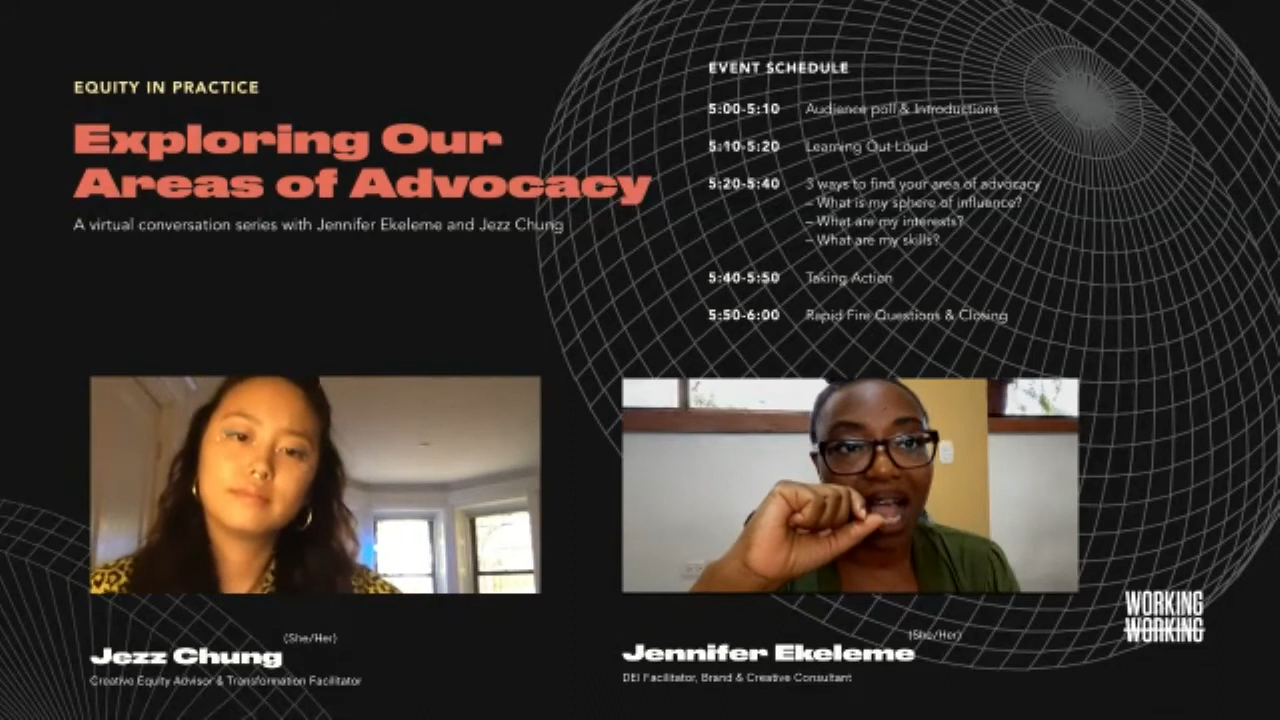 EQUITY IN PRACTICE
Exploring Our
Areas of Advocacy
A virtual conversation series with Jennifer Ekeleme and Jezz Chung
EVENT SCHEDULE
5:00-5:10 Audience poll & Introductions
5:10-5:20 Learning Out Loud
5:20-5:40 3 ways to find your area of advocacy
– What is my sphere of influence?
– What are my interests?
– What are my skills?
5:40-5:50 Taking Action
5:50-6:00 Rapid Fire Questions & Closing
(She/Her)
Jezz Chung
Creative Equity Advisor & Transformation Facilitator
(She/Her)
Jennifer Ekeleme
DEI Facilitator, Brand & Creative Consultant
WORKING
WORKING